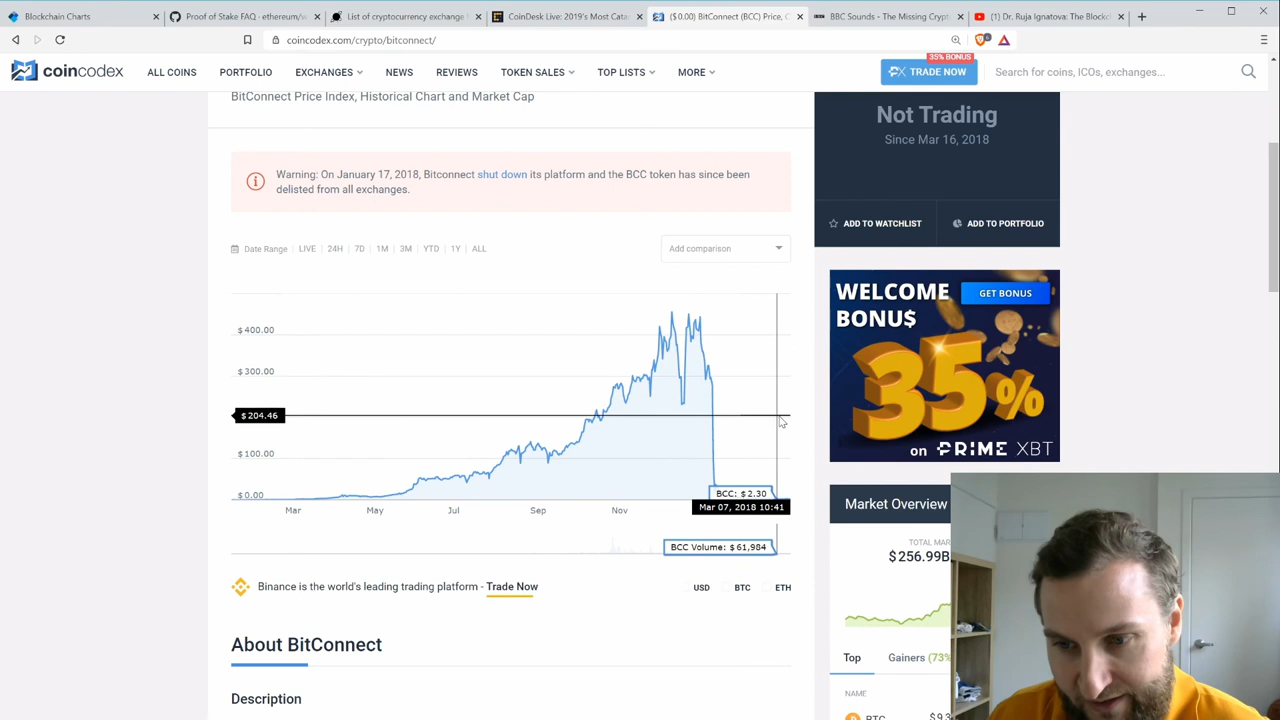 Blockchain Charts
Proof of Stake FAQ - ethereum/w
List of cryptocurrency exchange
CoinDesk Live: 2019's Most Cata
($0.00) BitConnect (BCC) Price, C
BBC Sounds - The Missing Crypt
(1) Dr. Ruja Ignatova: The Blockch
coincodex.com/crypto/bitconnect/
coincodex
ALL COINS
PORTFOLIO
EXCHANGES
NEWS
REVIEWS
TOKEN SALES
TOP LISTS
MORE
35% BONUS
TRADE NOW
Search for coins, ICOs, exchanges...
BitConnect Price Index, Historical Chart and Market Cap
Not Trading
Since Mar 16, 2018
Warning: On January 17, 2018, Bitconnect shut down its platform and the BCC token has since been
delisted from all exchanges.
ADD TO WATCHLIST
ADD TO PORTFOLIO
Date Range
LIVE
24H
7D
1M
3M
YTD
1Y
ALL
Add comparison
WELCOME
BONU$
GET BONUS
35%
on PRIME XBT
$400.00
$300.00
$204.46
$100.00
$0.00
BCC: $2.30
Mar 07, 2018 10:41
Mar
May
Jul
Sep
Nov
BCC Volume: $61,984
Binance is the world's leading trading platform - Trade Now
USD
BTC
ETH
Market Overview
TOTAL MAR
$256.99B
Top
Gainers (73%
NAME
BTC
$9.3
About BitConnect
Description